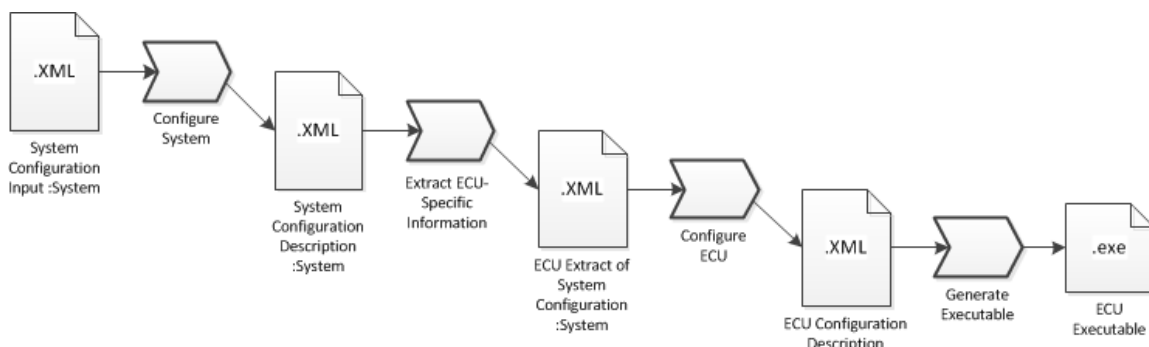 .XML
System
Configuration
Input :System
Configure
System
.XML
System
Configuration
Description
:System
Extract ECU-
Specific
Information
.XML
ECU Extract of
System
Configuration
:System
Configure
ECU
.XML
ECU Configuration
Description
Generate
Executable
.exe
ECU
Executable